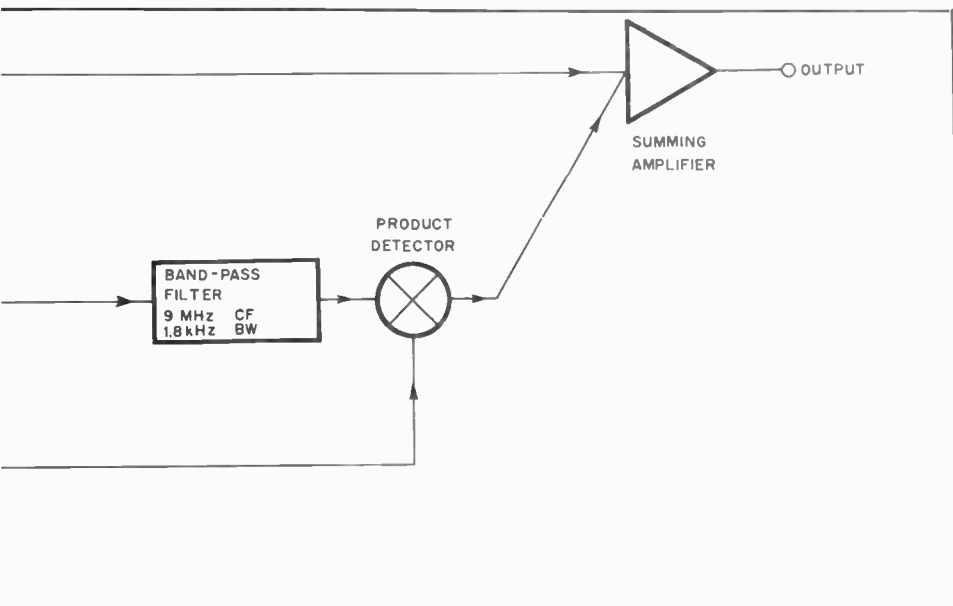 OUTPUT
SUMMING
AMPLIFIER
PRODUCT
DETECTOR
BAND-PASS
FILTER
9 MHz CF
1.8 kHz BW